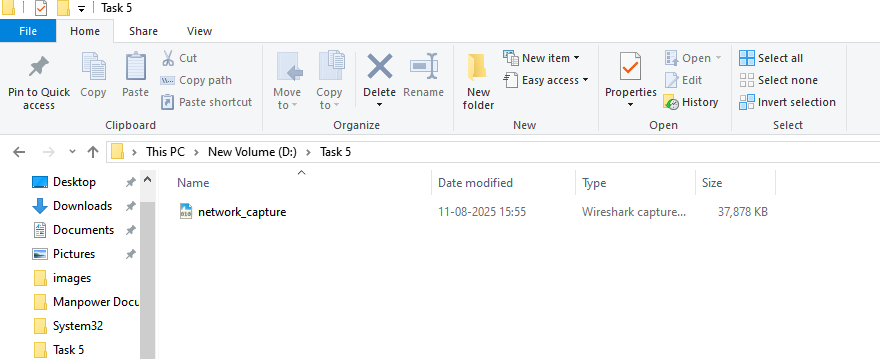 Task 5
File Home Share View
Pin to Quick access
Copy
Paste
Cut
Copy path
Paste shortcut
Clipboard
Move to
Copy to
Delete
Rename
Organize
New folder
New item
Easy access
New
Properties
Open
Edit
History
Open
Select all
Select none
Invert selection
Select
This PC > New Volume (D:) > Task 5
Desktop
Downloads
Documents
Pictures
images
Manpower Docu
System32
Task 5
Name Date modified Type Size
network_capture 11-08-2025 15:55 Wireshark capture... 37,878 KB